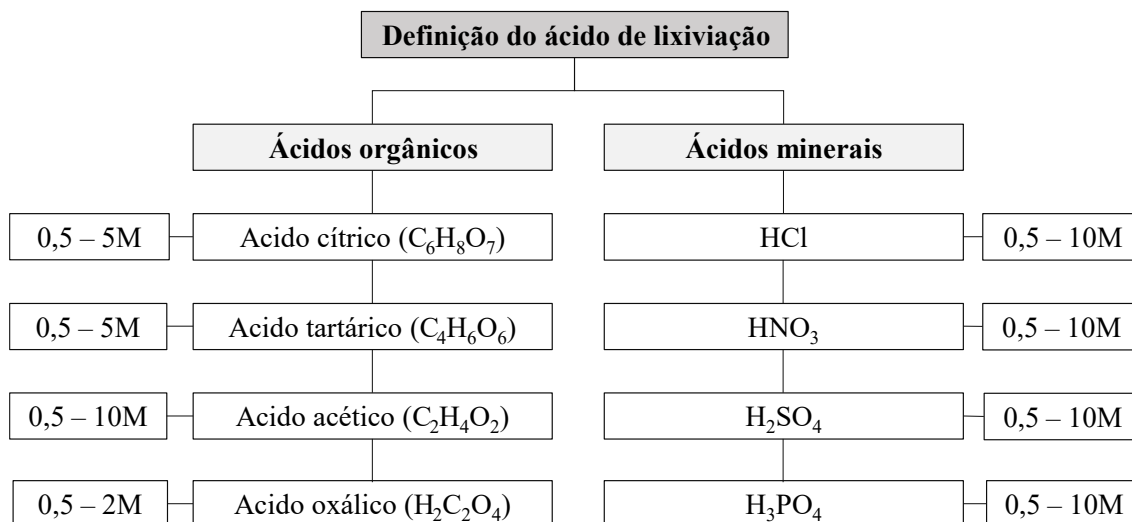 Definição do ácido de lixiviação
Ácidos orgânicos
Ácidos minerais
0,5 – 5M
Acido cítrico (C₆H₈O₇)
HCl
0,5 – 10M
0,5 – 5M
Acido tartárico (C₄H₆O₆)
HNO₃
0,5 – 10M
0,5 – 10M
Acido acético (C₂H₄O₂)
H₂SO₄
0,5 – 10M
0,5 – 2M
Acido oxálico (H₂C₂O₄)
H₃PO₄
0,5 – 10M